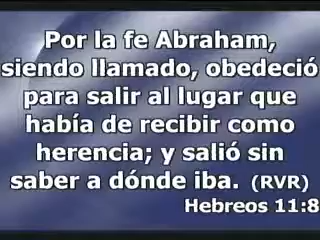 Por la fe Abraham,
siendo llamado, obedeció
para salir al lugar que
había de recibir como
herencia; y salió sin
saber a dónde iba. (RVR)
Hebreos 11:8